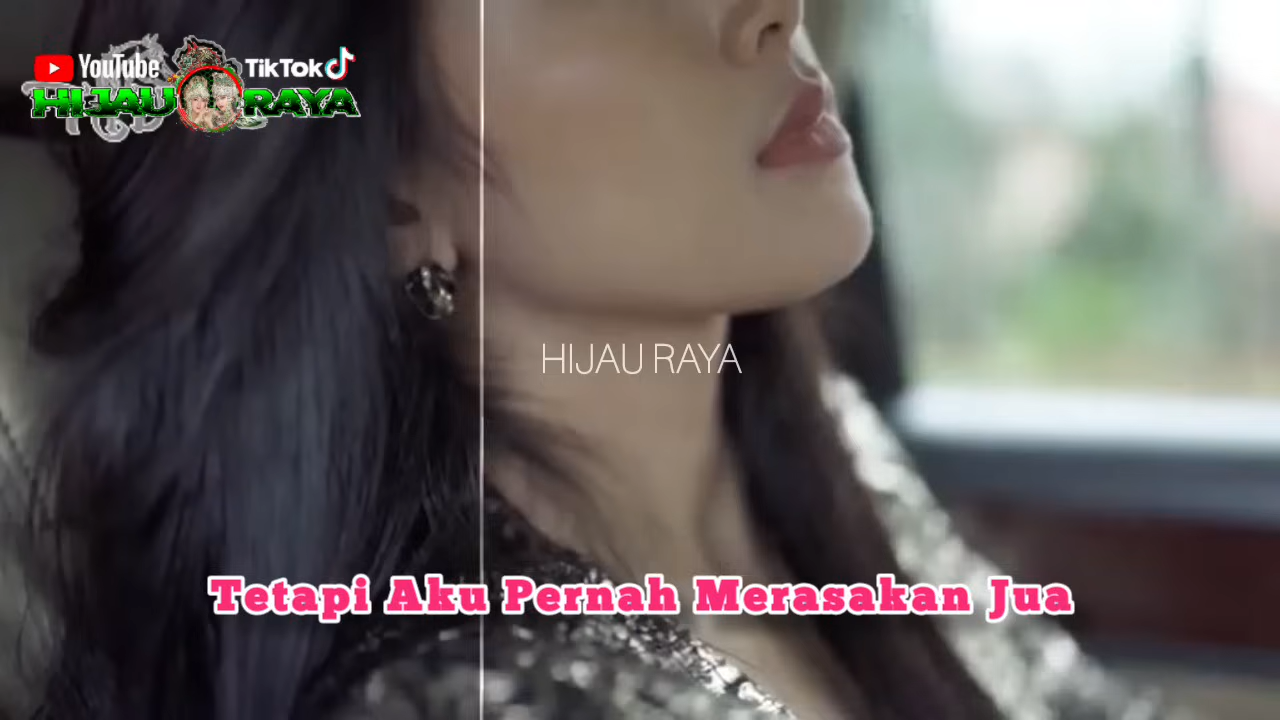 YouTube TikTok
HIJAU RAYA
HIJAU RAYA
Tetapi Aku Pernah Merasakan Jua